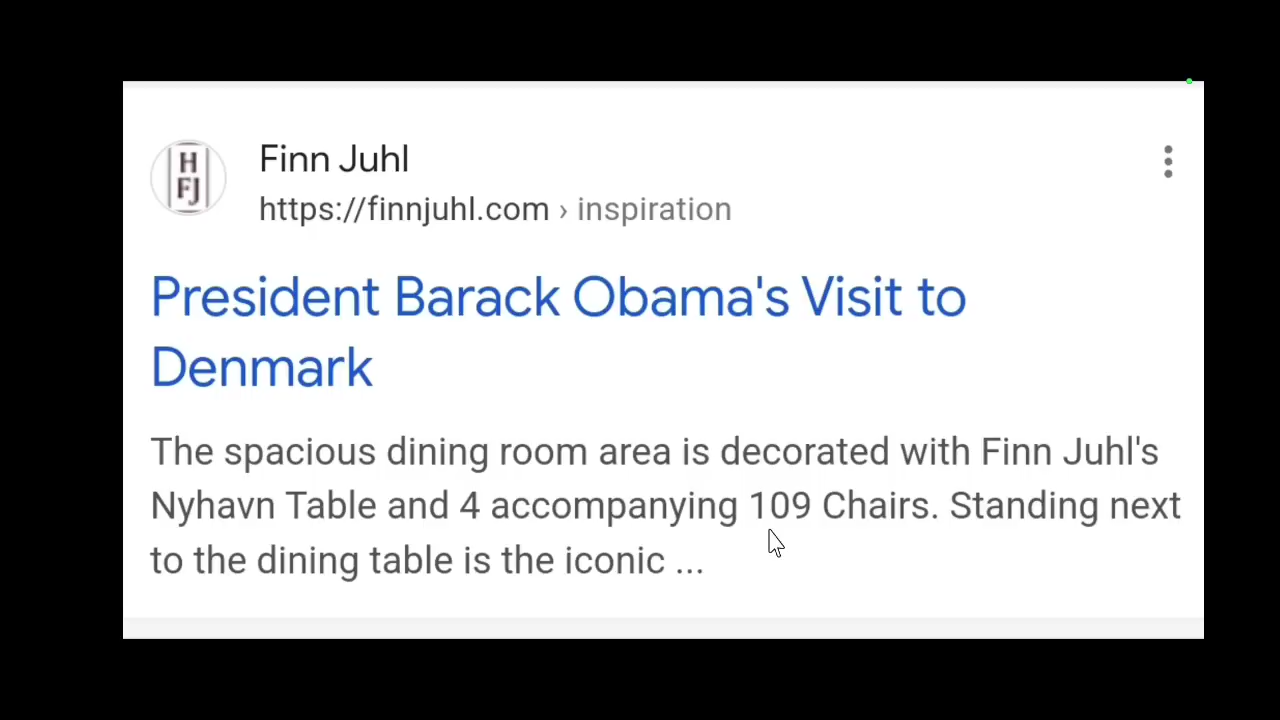 H
FJ
Finn Juhl
https://finnjuhl.com › inspiration
President Barack Obama's Visit to
Denmark
The spacious dining room area is decorated with Finn Juhl's
Nyhavn Table and 4 accompanying 109 Chairs. Standing next
to the dining table is the iconic ...